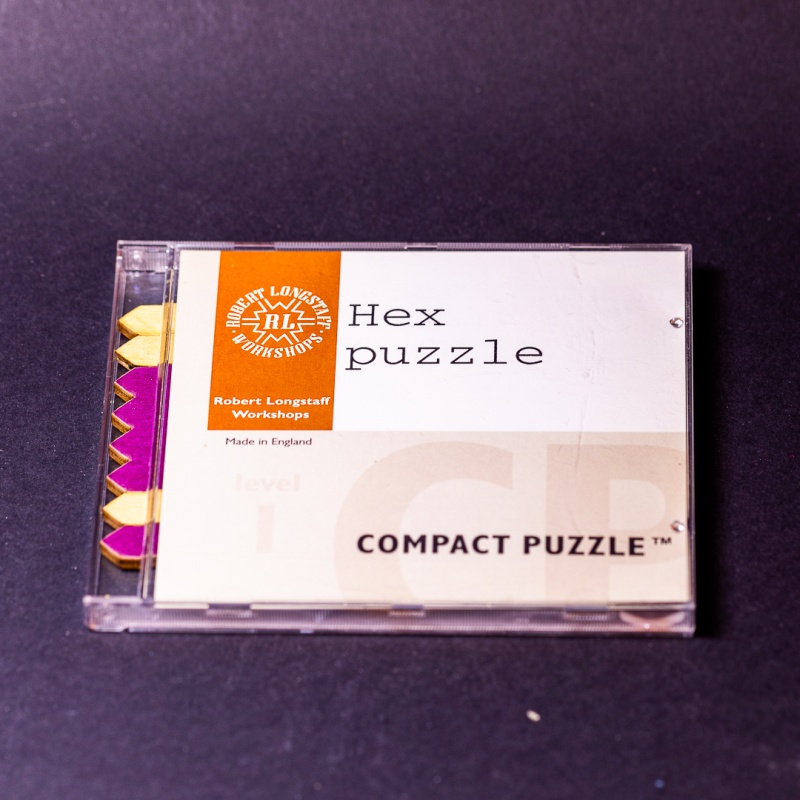 ROBERT LONGSTAFF
RL
WORKSHOPS
Hex
puzzle
Robert Longstaff
Workshops
Made in England
level
1
CP
COMPACT PUZZLE™